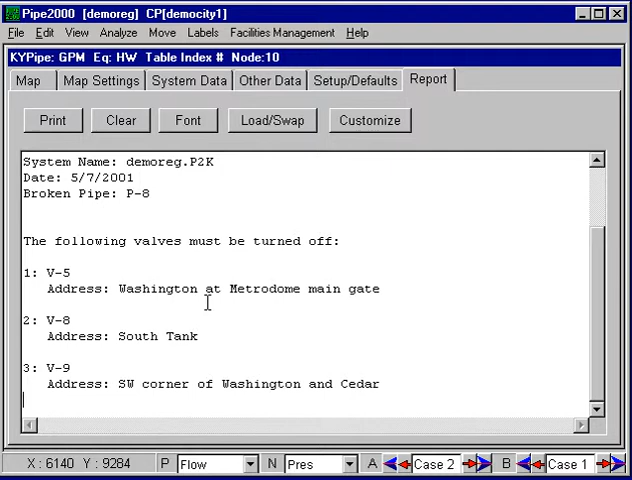 Pipe2000 [demoreg] CP[democity1]
File Edit Analyze Move Labels Facilities Management Help
KYPipe: GPM Eq: HW Table Index # Node:10
Map Map Settings System Data Other Data Setup/Defaults Report
Print Clear Font Load/Swap Customize
System Name: demoreg.P2K
Date: 5/7/2001
Broken Pipe: P-8
The following valves must be turned off:
1: V-5
Address: Washington at Metrodome main gate
2: V-8
Address: South Tank
3: V-9
Address: SW corner of Washington and Cedar
X : 6140 Y : 9284 P Flow N Pres A Case 2 B Case 1